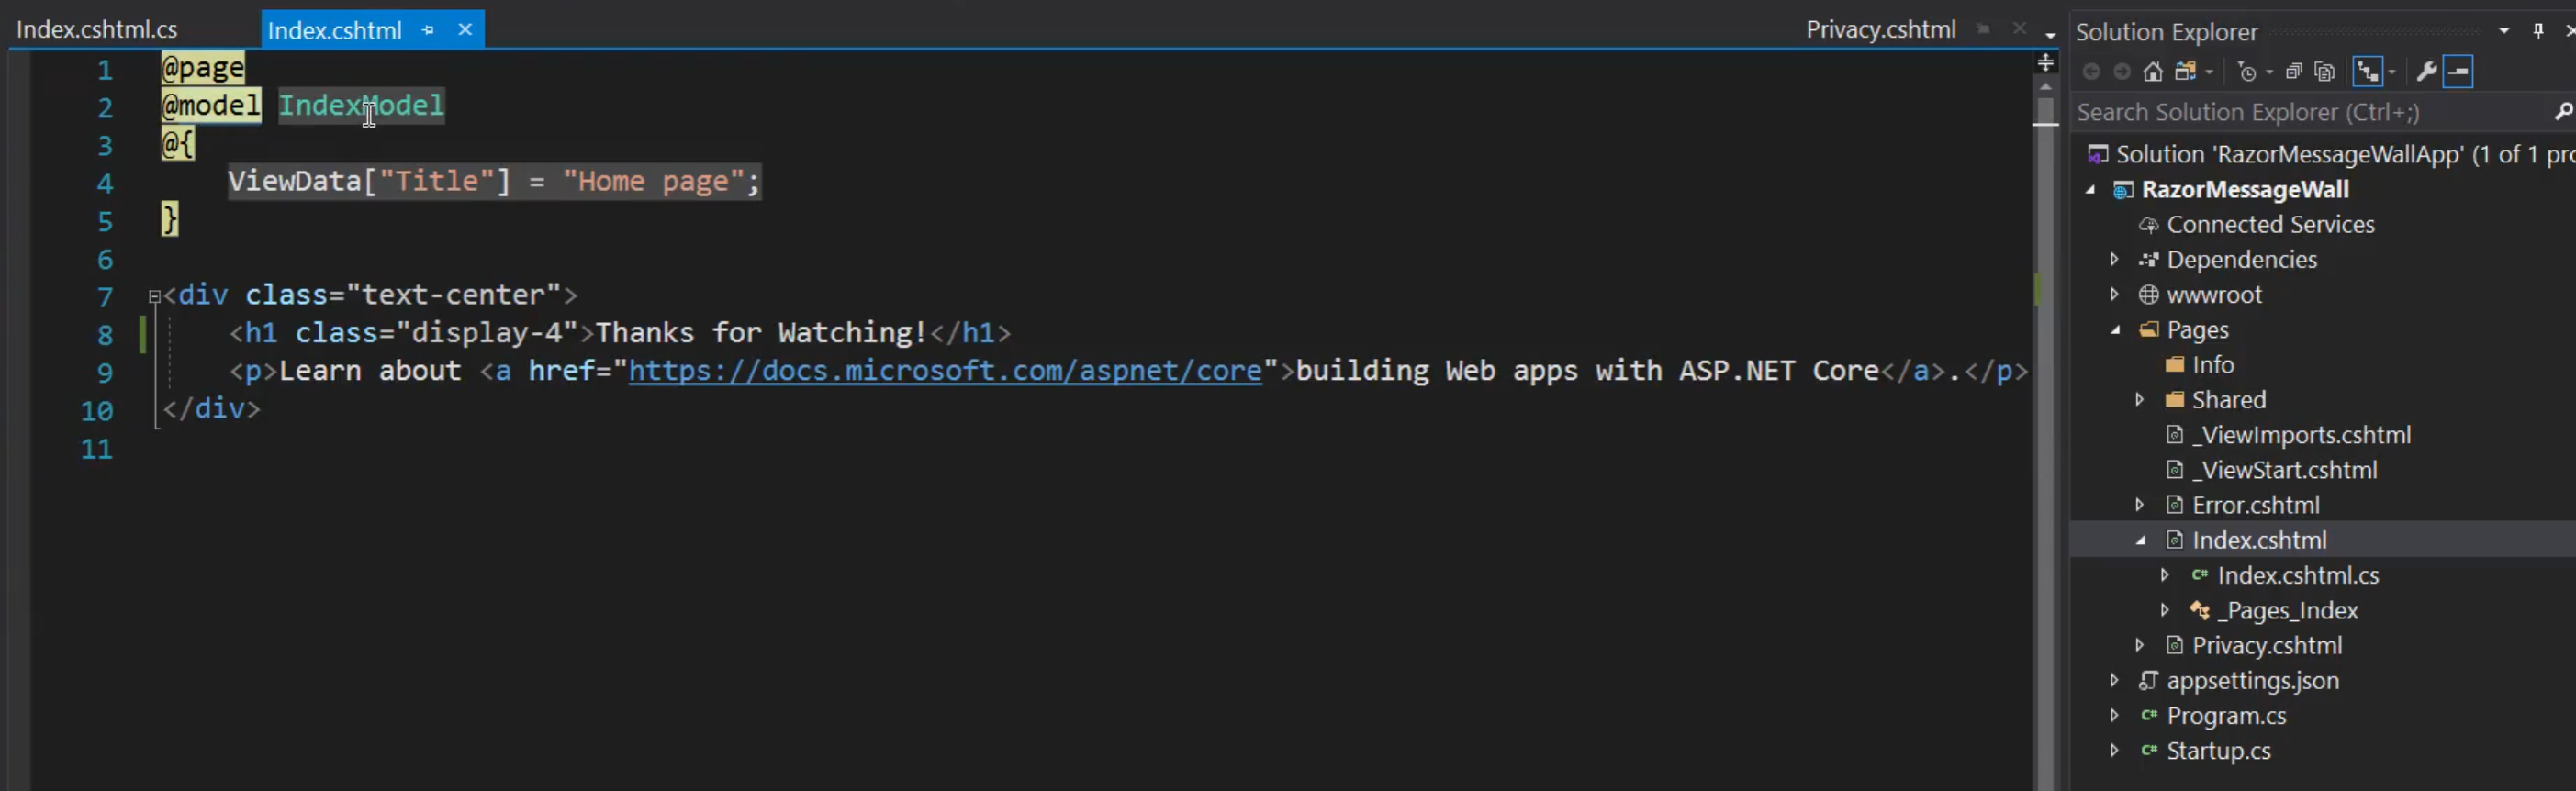 Index.cshtml.cs
Index.cshtml
Privacy.cshtml
1 @page
2 @model IndexModel
3 @{
4 ViewData["Title"] = "Home page";
5 }
6
7 <div class="text-center">
8 <h1 class="display-4">Thanks for Watching!</h1>
9 <p>Learn about <a href="https://docs.microsoft.com/aspnet/core">building Web apps with ASP.NET Core</a>.</p>
10 </div>
11
Solution Explorer
Search Solution Explorer (Ctrl+;)
Solution 'RazorMessageWallApp' (1 of 1 pro
RazorMessageWall
Connected Services
Dependencies
wwwroot
Pages
Info
Shared
_ViewImports.cshtml
_ViewStart.cshtml
Error.cshtml
Index.cshtml
C# Index.cshtml.cs
_Pages_Index
Privacy.cshtml
appsettings.json
C# Program.cs
C# Startup.cs